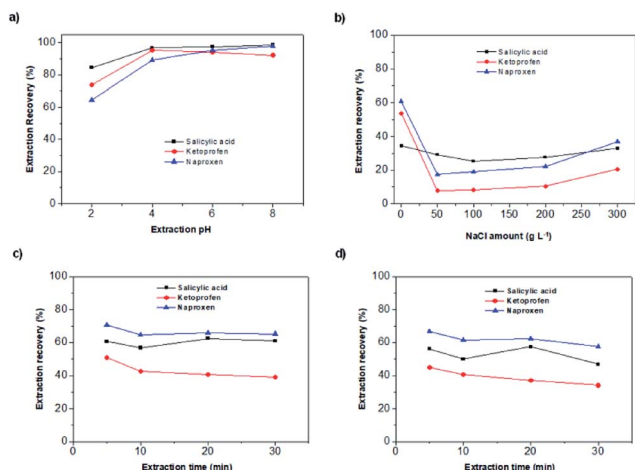 a)
Extraction Recovery (%)
100
80
60
40
20
0
Salicylic acid
Ketoprofen
Naproxen
2
4
6
8
Extraction pH
b)
Extraction recovery (%)
100
80
60
40
20
0
Salicylic acid
Ketoprofen
Naproxen
0
50
100
150
200
250
300
NaCl amount (g L-1)
c)
Extraction recovery (%)
100
80
60
40
20
0
Salicylic acid
Ketoprofen
Naproxen
0
10
20
30
Extraction time (min)
d)
Extraction recovery (%)
100
80
60
40
20
0
Salicylic acid
Ketoprofen
Naproxen
0
10
20
30
Extraction time (min)